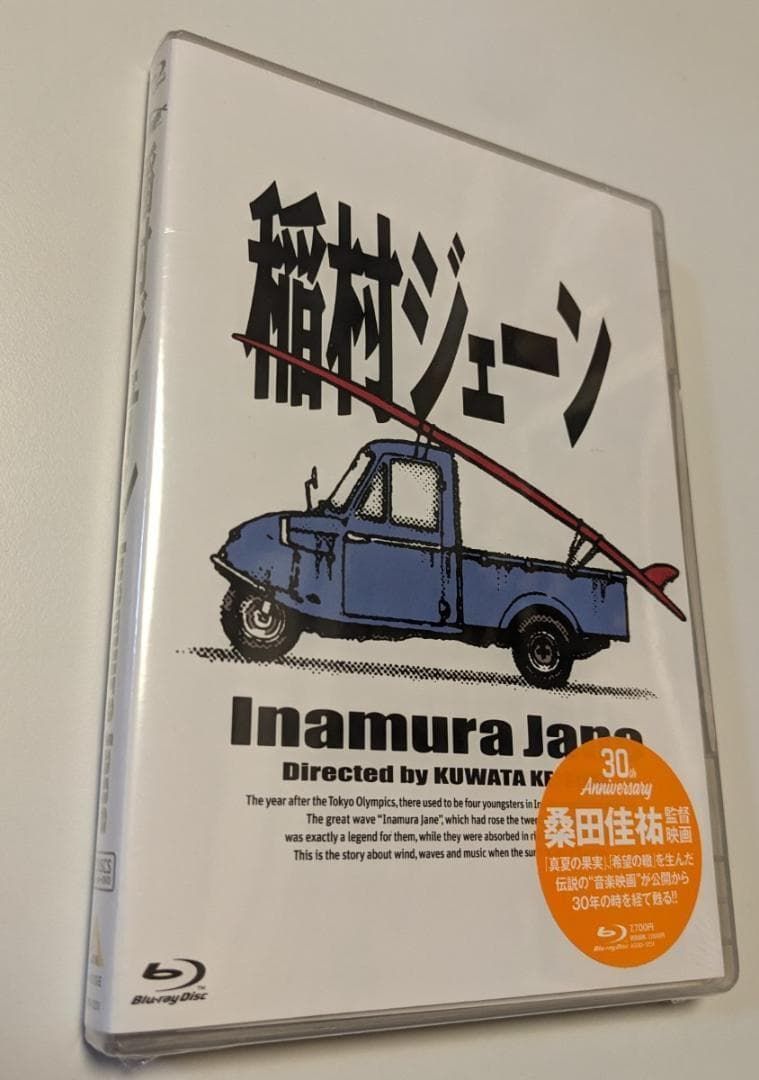 稲村ジェーン
Inamura Jane
Directed by KUWATA KE
The year after the Tokyo Olympics, there used to be four youngsters in
The great wave "Inamura Jane", which had rose the
was exactly a legend for them, while they were absorbed in
This is the story about wind, waves and music when the
30th
Anniversary
桑田佳祐監督映画
「真夏の果実」、「希望の轍」を生んだ
伝説の“音楽映画”が公開から
30年の時を経て甦る!!
Blu-ray Disc
7,700円
Blu-ray Disc